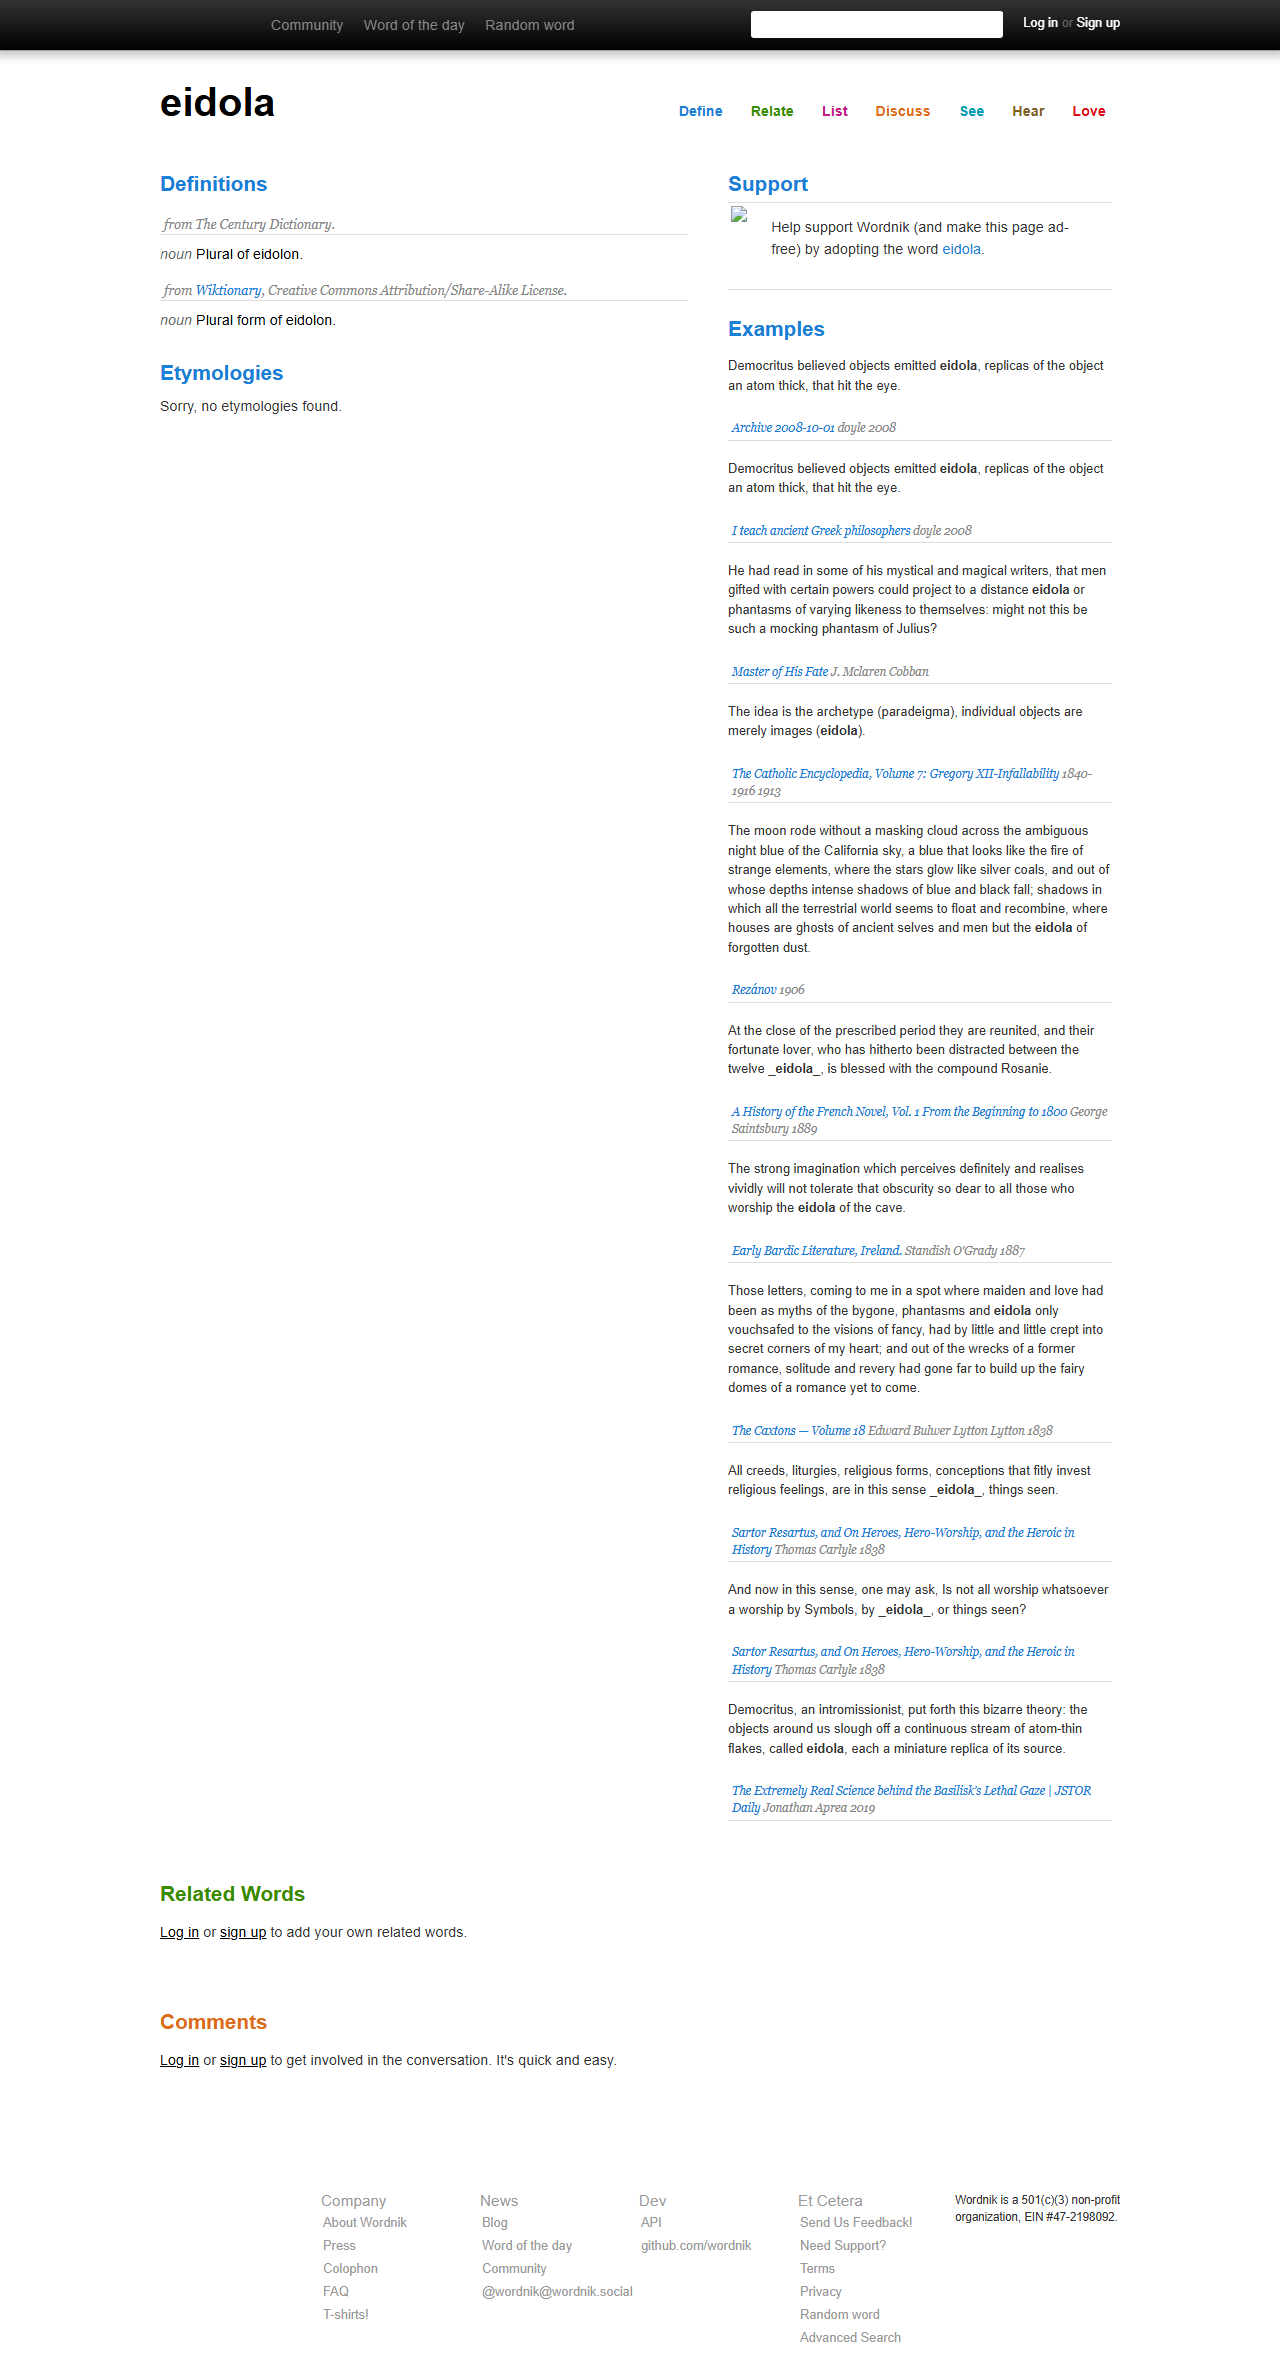 Community Word of the day Random word Log in or Sign up
eidola
Define Relate List Discuss See Hear Love
Definitions
from The Century Dictionary.
noun Plural of eidolon.
from Wiktionary, Creative Commons Attribution/Share-Alike License.
noun Plural form of eidolon.
Etymologies
Sorry, no etymologies found.
Support
Help support Wordnik (and make this page ad-
free) by adopting the word eidola.
Examples
Democritus believed objects emitted eidola, replicas of the object
an atom thick, that hit the eye.
Archive 2008-10-01 doyle 2008
Democritus believed objects emitted eidola, replicas of the object
an atom thick, that hit the eye.
I teach ancient Greek philosophers doyle 2008
He had read in some of his mystical and magical writers, that men
gifted with certain powers could project to a distance eidola or
phantasms of varying likeness to themselves: might not this be
such a mocking phantasm of Julius?
Master of His Fate J. Mclaren Cobban
The idea is the archetype (paradeigma), individual objects are
merely images (eidola).
The Catholic Encyclopedia, Volume 7: Gregory XII-Infallability 1840-
1916 1913
The moon rode without a masking cloud across the ambiguous
night blue of the California sky, a blue that looks like the fire of
strange elements, where the stars glow like silver coals, and out of
whose depths intense shadows of blue and black fall; shadows in
which all the terrestrial world seems to float and recombine, where
houses are ghosts of ancient selves and men but the eidola of
forgotten dust.
Rezánov 1906
At the close of the prescribed period they are reunited, and their
fortunate lover, who has hitherto been distracted between the
twelve _eidola_, is blessed with the compound Rosanie.
A History of the French Novel, Vol. 1 From the Beginning to 1800 George
Saintsbury 1889
The strong imagination which perceives definitely and realises
vividly will not tolerate that obscurity so dear to all those who
worship the eidola of the cave.
Early Bardic Literature, Ireland. Standish O'Grady 1887
Those letters, coming to me in a spot where maiden and love had
been as myths of the bygone, phantasms and eidola only
vouchsafed to the visions of fancy, had by little and little crept into
secret corners of my heart; and out of the wrecks of a former
romance, solitude and revery had gone far to build up the fairy
domes of a romance yet to come.
The Caxtons — Volume 18 Edward Bulwer Lytton Lytton 1838
All creeds, liturgies, religious forms, conceptions that fitly invest
religious feelings, are in this sense _eidola_, things seen.
Sartor Resartus, and On Heroes, Hero-Worship, and the Heroic in
History Thomas Carlyle 1838
And now in this sense, one may ask, Is not all worship whatsoever
a worship by Symbols, by _eidola_, or things seen?
Sartor Resartus, and On Heroes, Hero-Worship, and the Heroic in
History Thomas Carlyle 1838
Democritus, an intromissionist, put forth this bizarre theory: the
objects around us slough off a continuous stream of atom-thin
flakes, called eidola, each a miniature replica of its source.
The Extremely Real Science behind the Basilisk’s Lethal Gaze | JSTOR
Daily Jonathan Aprea 2019
Related Words
Log in or sign up to add your own related words.
Comments
Log in or sign up to get involved in the conversation. It's quick and easy.
Company
About Wordnik
Press
Colophon
FAQ
T-shirts!
News
Blog
Word of the day
Community
@wordnik@wordnik.social
Dev
API
github.com/wordnik
Et Cetera
Send Us Feedback!
Need Support?
Terms
Privacy
Random word
Advanced Search
Wordnik is a 501(c)(3) non-profit
organization, EIN #47-2198092.